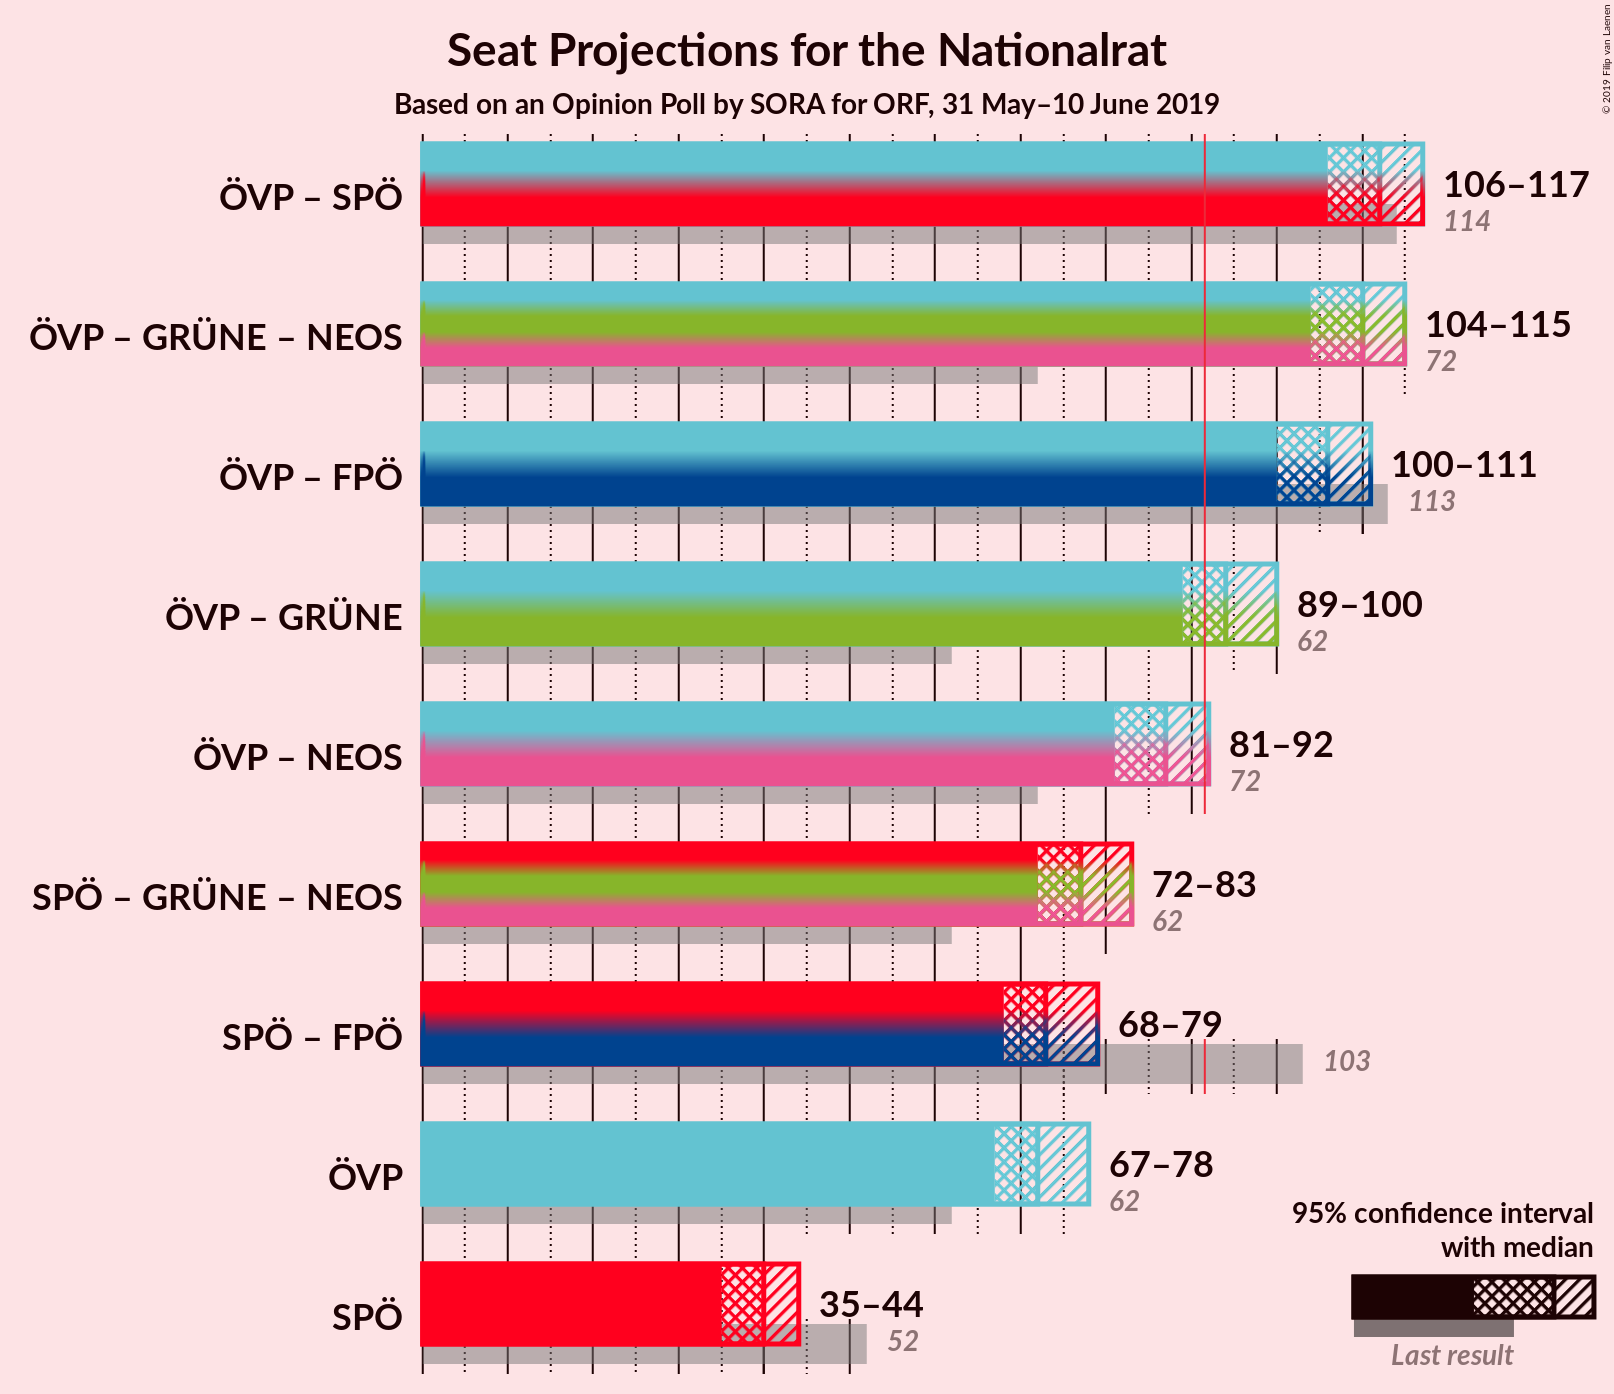 Seat Projections for the Nationalrat
Based on an Opinion Poll by SORA for ORF, 31 May–10 June 2019
© 2019 Filip van Laenen
ÖVP – SPÖ
106–117
114
ÖVP – GRÜNE – NEOS
104–115
72
ÖVP – FPÖ
100–111
113
ÖVP – GRÜNE
89–100
62
ÖVP – NEOS
81–92
72
SPÖ – GRÜNE – NEOS
72–83
62
SPÖ – FPÖ
68–79
103
ÖVP
67–78
62
SPÖ
35–44
52
95% confidence interval
with median
Last result